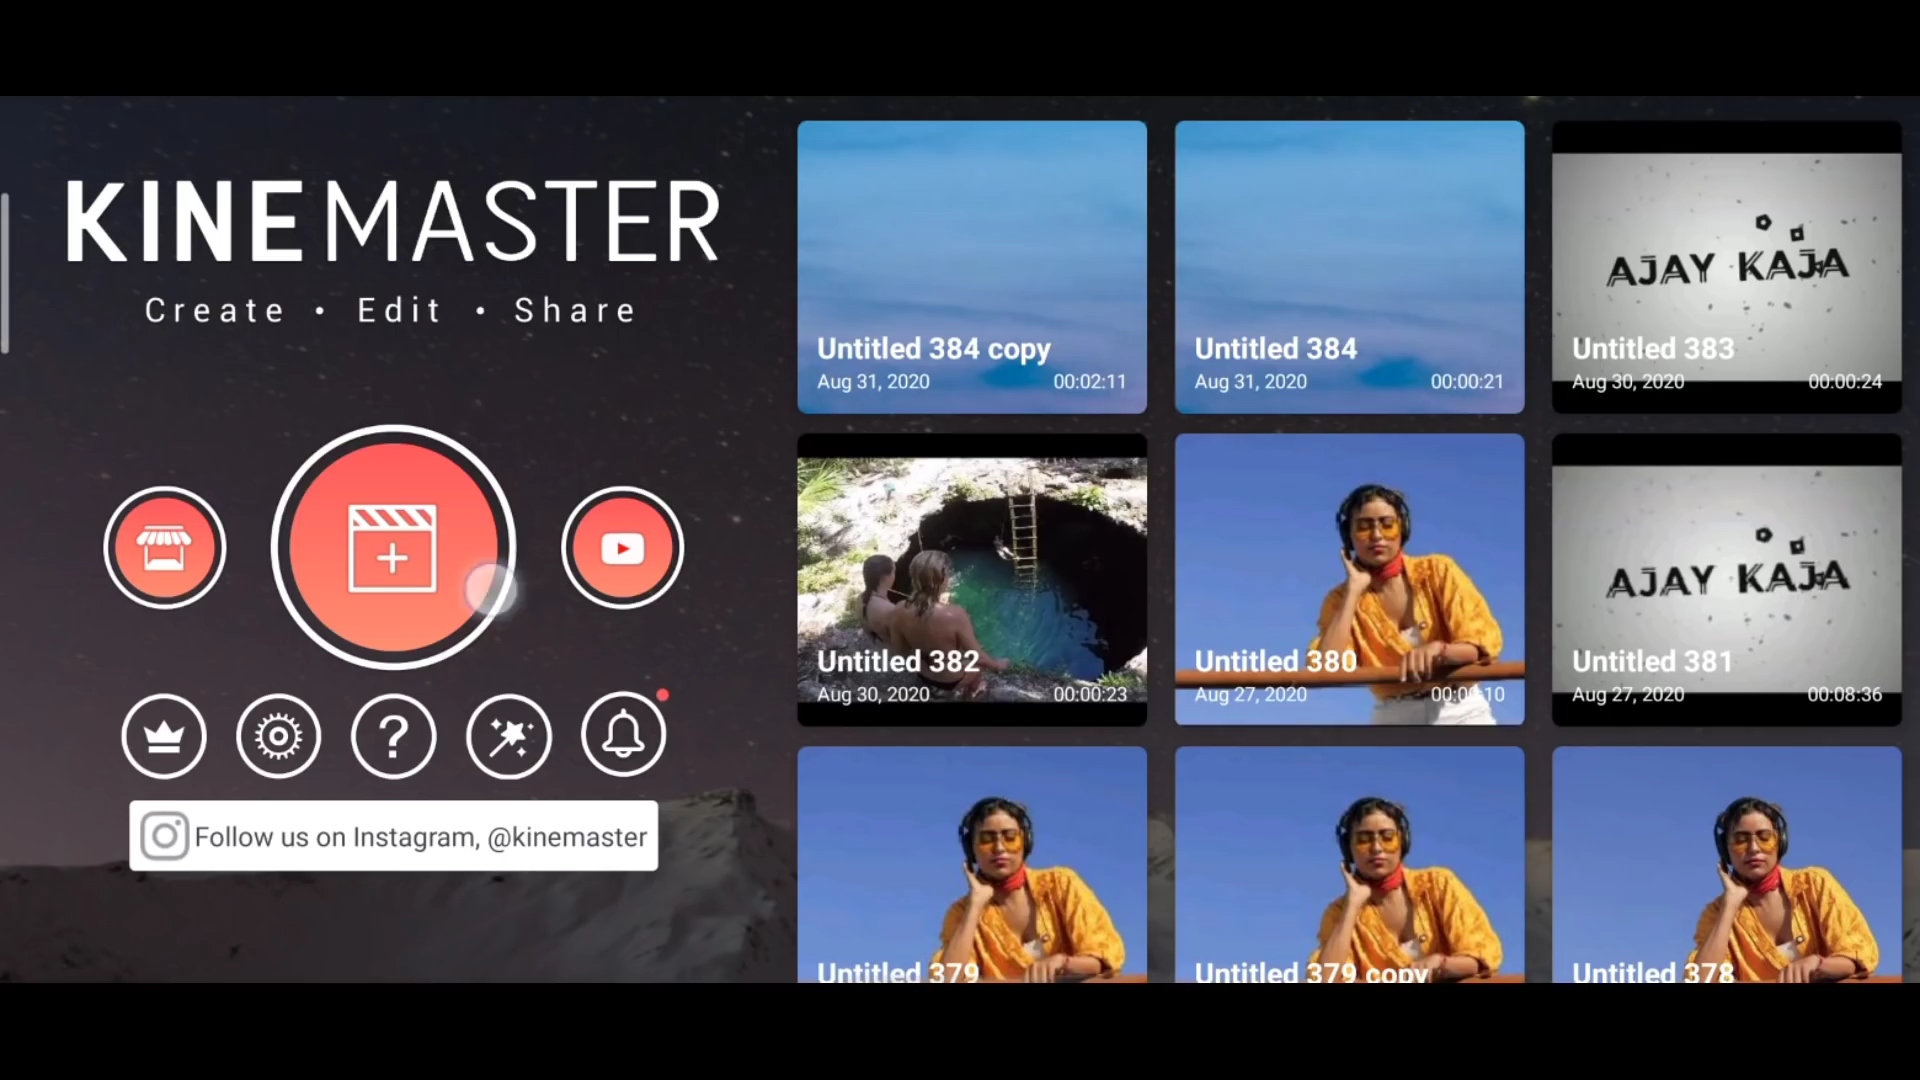 KINEMASTER
Create • Edit • Share
Follow us on Instagram, @kinemaster
Untitled 384 copy
Aug 31, 2020 00:02:11
Untitled 384
Aug 31, 2020 00:00:21
AJAY KAJA
Untitled 383
Aug 30, 2020 00:00:24
Untitled 382
Aug 30, 2020 00:00:23
Untitled 380
Aug 27, 2020 00:00:10
AJAY KAJA
Untitled 381
Aug 27, 2020 00:08:36
Untitled 379
Untitled 379 copy
Untitled 378